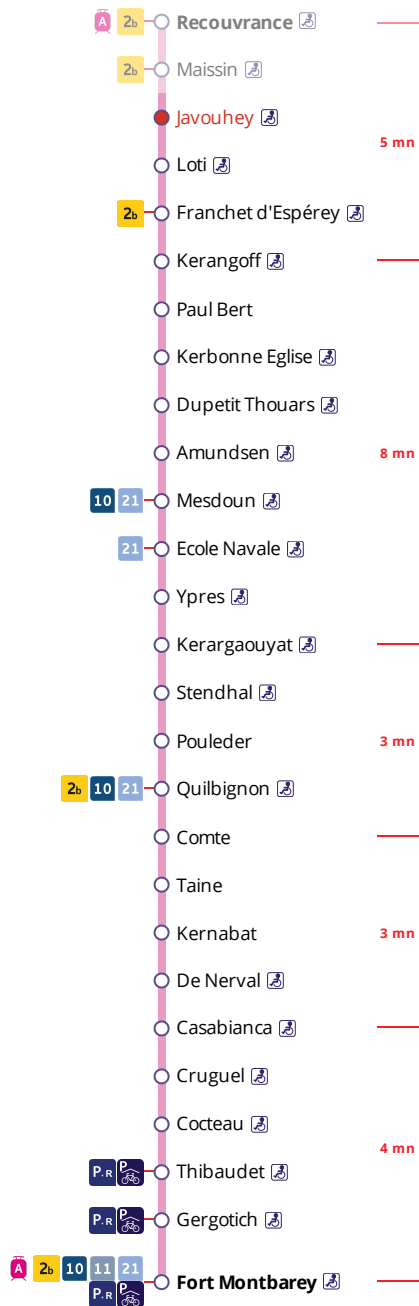 A 2b Recouvrance
2b Maissin
Javouhey
5 mn
Loti
2b Franchet d'Espérey
Kerangoff
Paul Bert
Kerbonne Eglise
Dupetit Thouars
Amundsen
8 mn
10 21 Mesdoun
21 Ecole Navale
Ypres
Kerargaouyat
Stendhal
Pouleder
3 mn
2b 10 21 Quilbignon
Comte
Taine
Kernabat
3 mn
De Nerval
Casabianca
Cruguel
Cocteau
4 mn
P+R P Thibaudet
P+R P Gergotich
A 2b 10 11 21
Fort Montbarey
P+R P